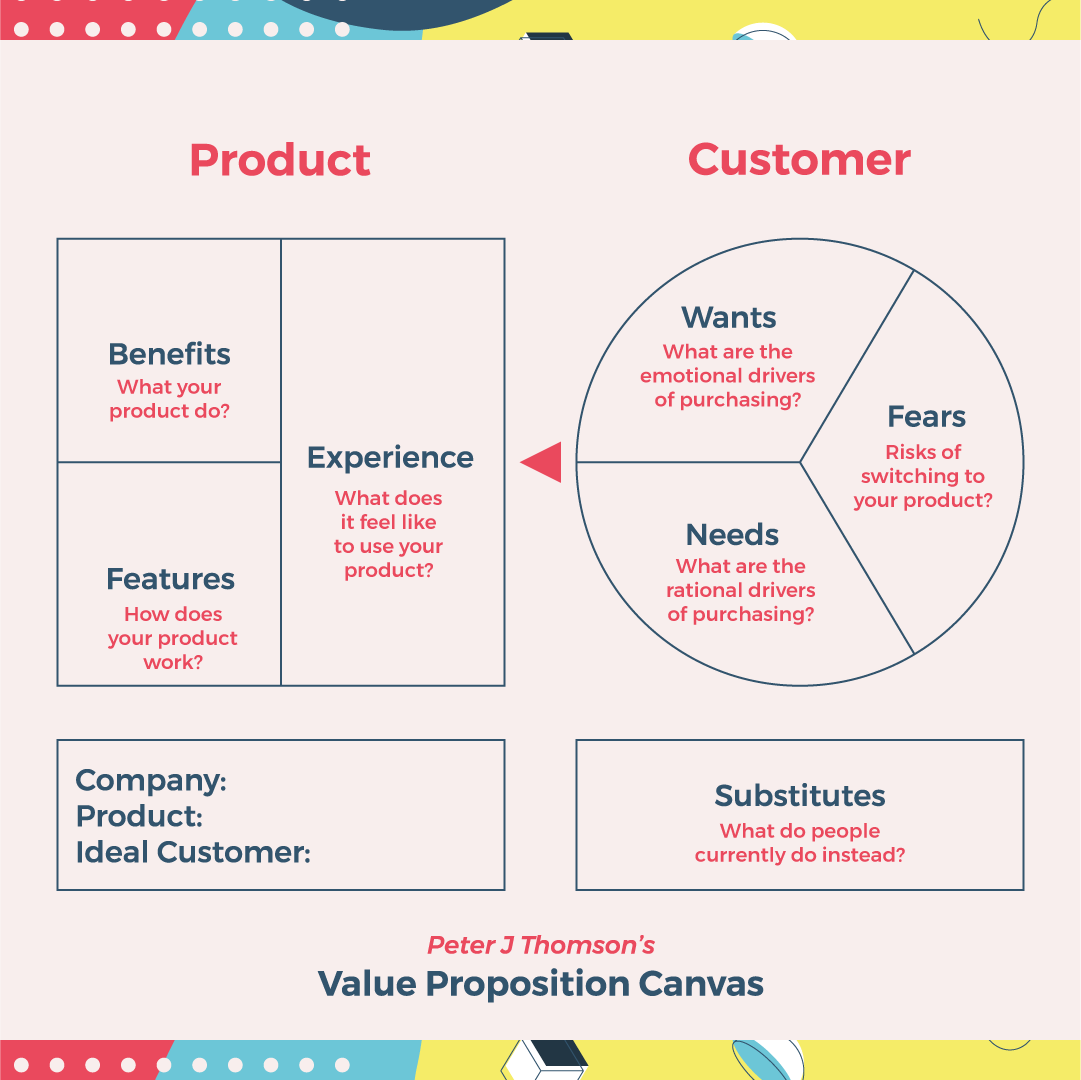 Product
Customer
Benefits
What your
product do?
Features
How does
your product
work?
Experience
What does
it feel like
to use your
product?
Wants
What are the
emotional drivers
of purchasing?
Fears
Risks of
switching to
your product?
Needs
What are the
rational drivers
of purchasing?
Company:
Product:
Ideal Customer:
Substitutes
What do people
currently do instead?
Peter J Thomson’s
Value Proposition Canvas